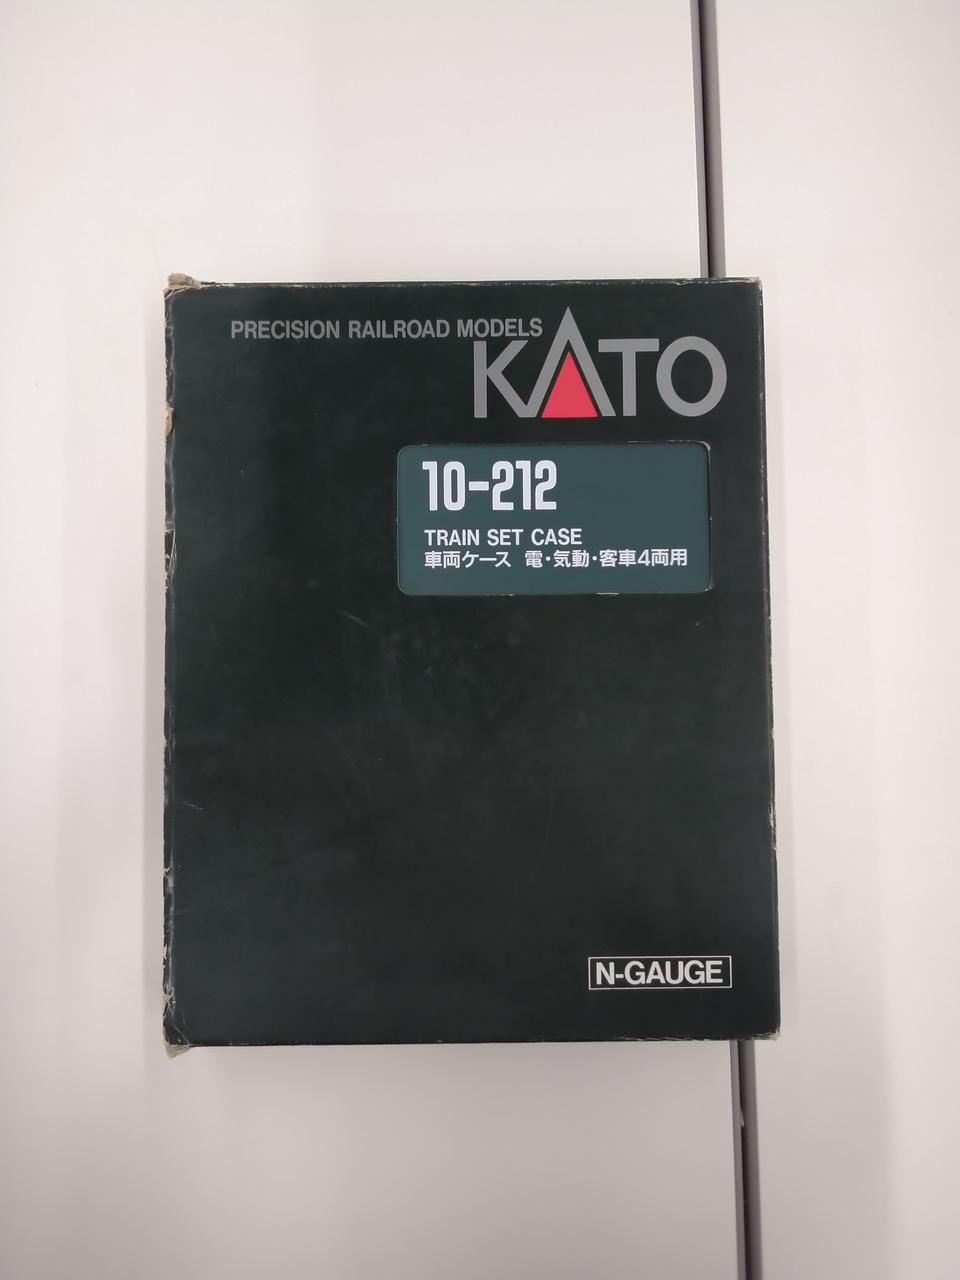 PRECISION RAILROAD MODELS
KATO
10-212
TRAIN SET CASE
車両ケース 電・気動・客車4両用
N-GAUGE